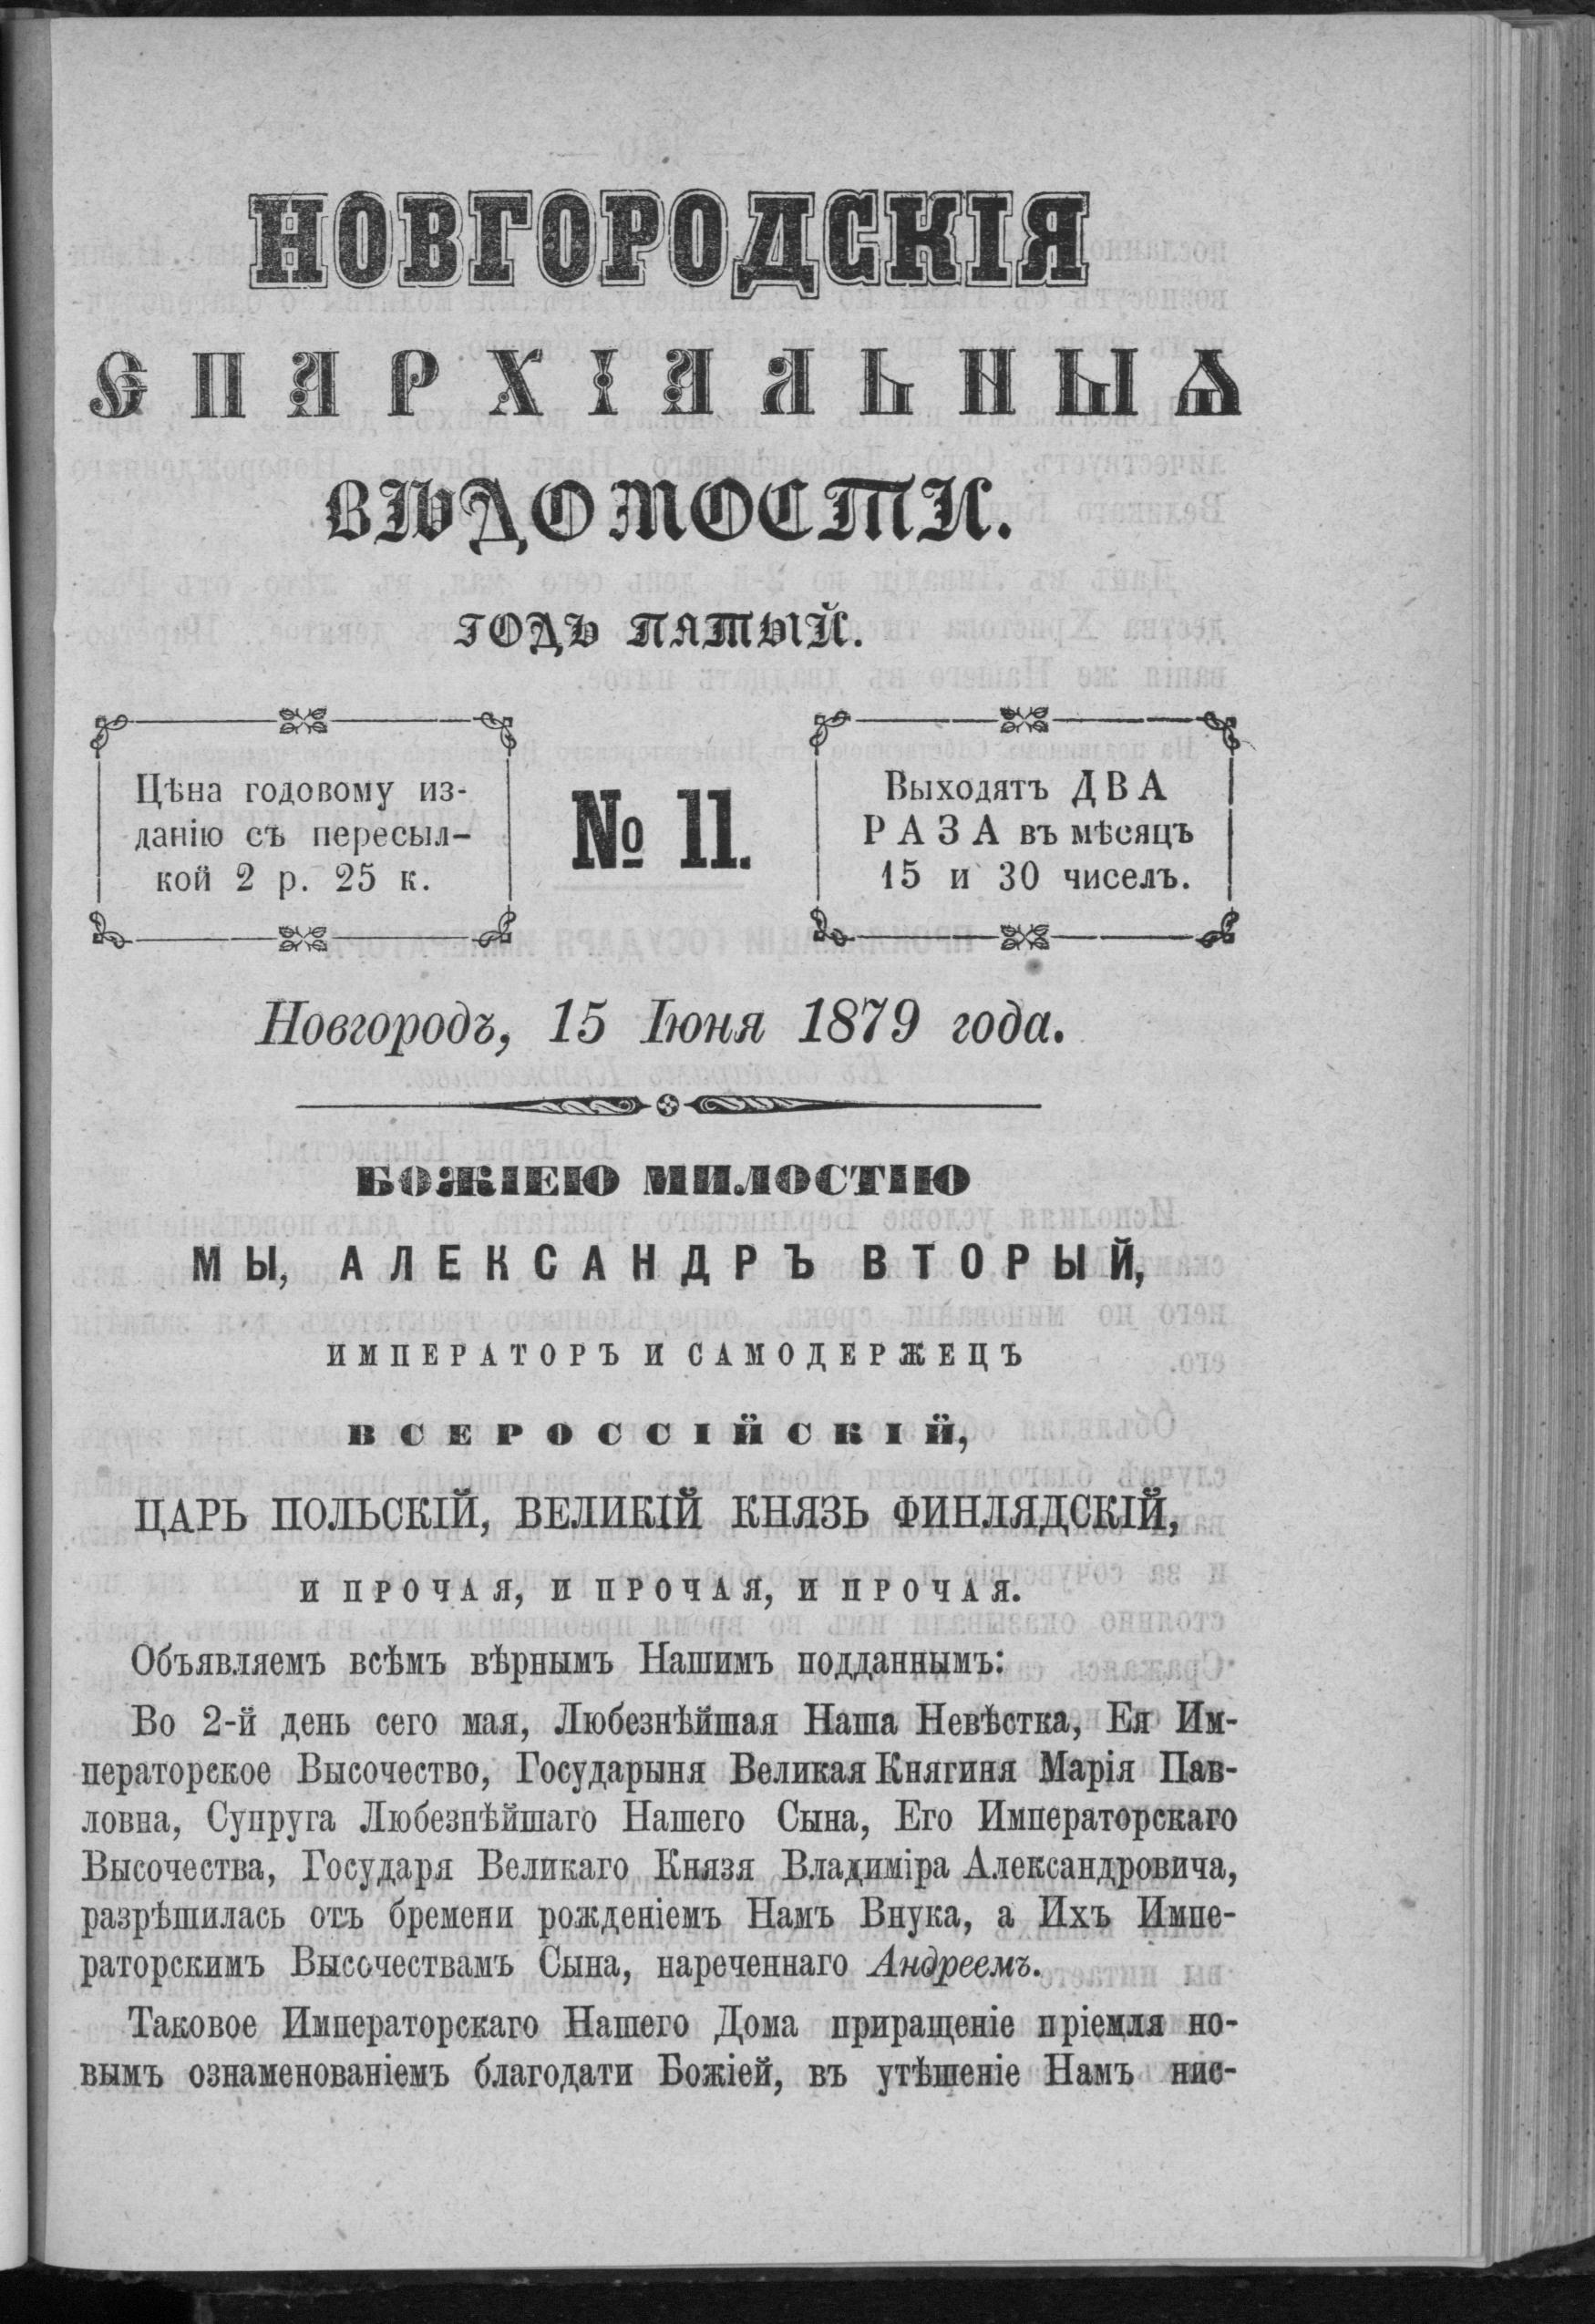 НОВГОРОДСКІЯ
ЕПАРХІАЛЬНЫѦ
ВѢДОМОСТИ.
ГОДЪ ПЯТЫЙ.
Цѣна годовому из-
данію съ пересыл-
кой 2 р. 25 к.
№ 11.
Выходятъ ДВА
РАЗА въ мѣсяцъ
15 и 30 чиселъ.
Новгородъ, 15 Іюня 1879 года.
БОЖІЕЮ МИЛОСТІЮ
МЫ, АЛЕКСАНДРЪ ВТОРЫЙ,
ИМПЕРАТОРЪ И САМОДЕРЖЕЦЪ
ВСЕРОССІЙСКІЙ,
ЦАРЬ ПОЛЬСКІЙ, ВЕЛИКІЙ КНЯЗЬ ФИНЛЯДСКІЙ,
И ПРОЧАЯ, И ПРОЧАЯ, И ПРОЧАЯ.
Объявляемъ всѣмъ вѣрнымъ Нашимъ подданнымъ:
Во 2-й день сего мая, Любезнѣйшая Наша Невѣстка, Ея Им-
ператорское Высочество, Государыня Великая Княгиня Марія Пав-
ловна, Супруга Любезнѣйшаго Нашего Сына, Его Императорскаго
Высочества, Государя Великаго Князя Владиміра Александровича,
разрѣшилась отъ бремени рожденіемъ Намъ Внука, а Ихъ Импе-
раторскимъ Высочествамъ Сына, нареченнаго Андреемъ.
Таковое Императорскаго Нашего Дома приращеніе пріемля но-
вымъ ознаменованіемъ благодати Божіей, въ утѣшеніе Намъ нис-